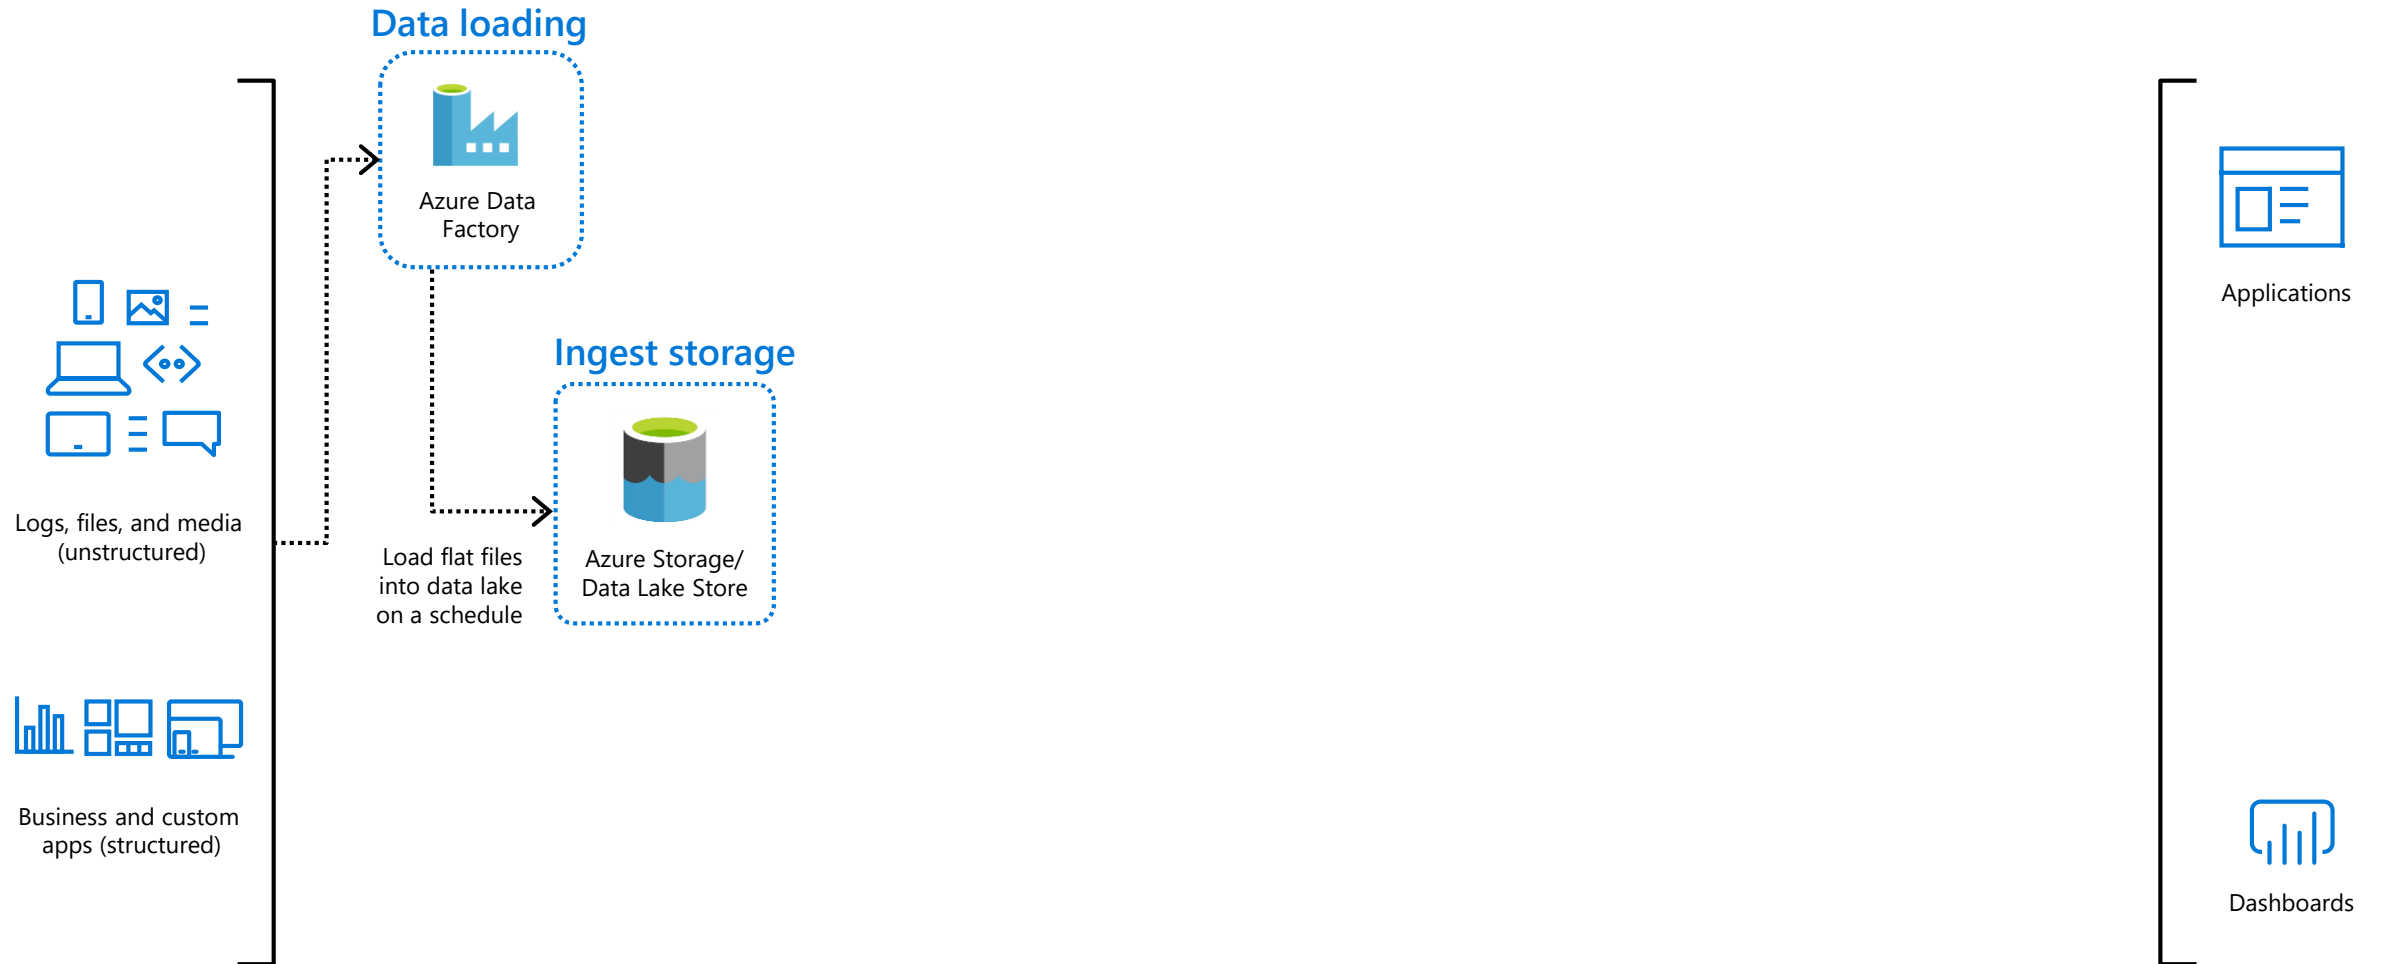 Data loading
Azure Data
Factory
Ingest storage
Azure Storage/
Data Lake Store
Load flat files
into data lake
on a schedule
Logs, files, and media
(unstructured)
Business and custom
apps (structured)
Applications
Dashboards